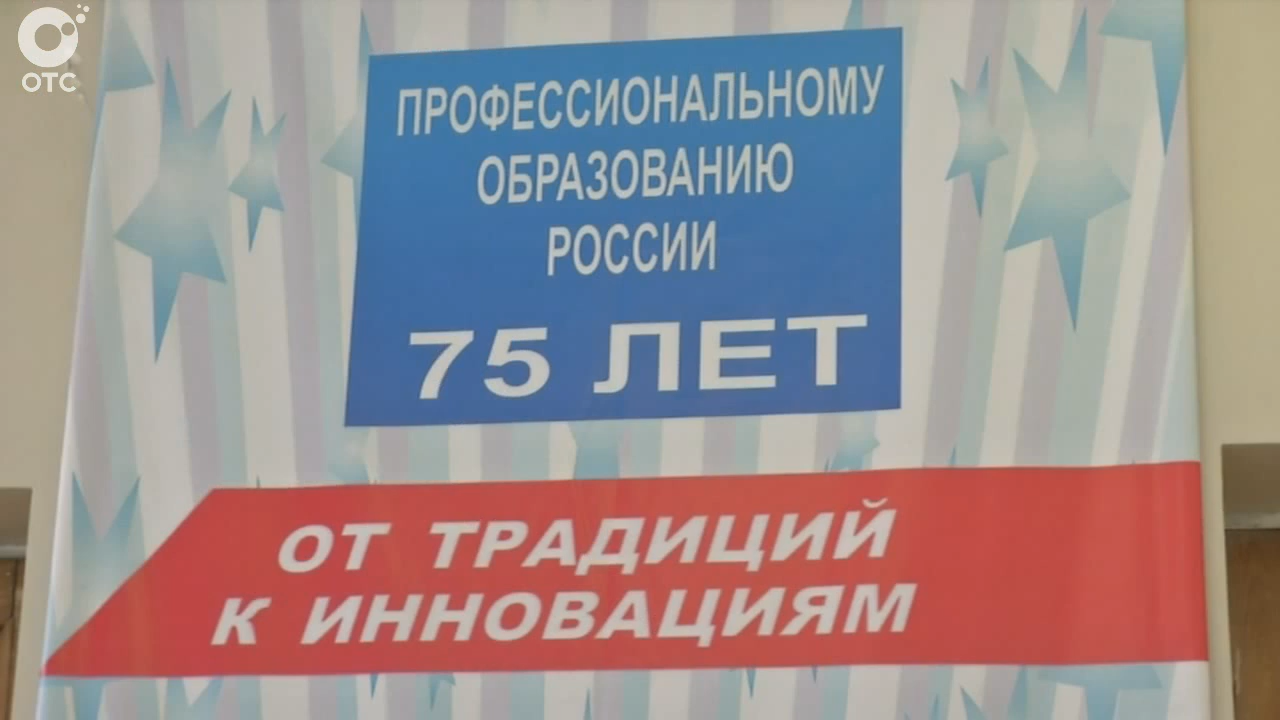 ОТС
ПРОФЕССИОНАЛЬНОМУ
ОБРАЗОВАНИЮ
РОССИИ
75 ЛЕТ
ОТ ТРАДИЦИЙ
К ИННОВАЦИЯМ